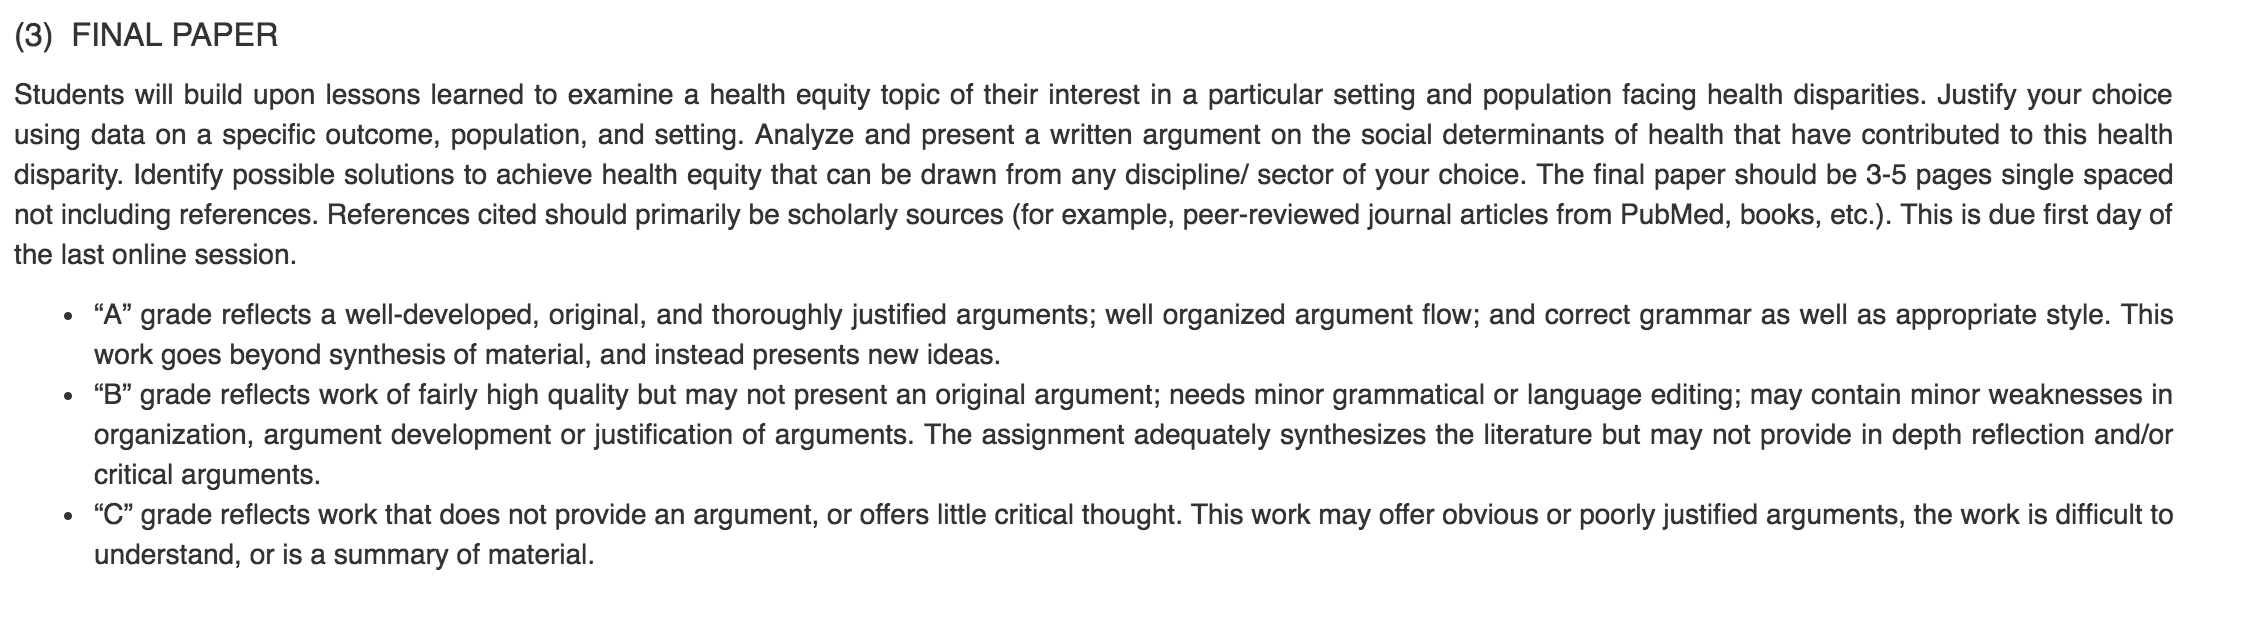 (3) FINAL PAPER
Students will build upon lessons learned to examine a health equity topic of their interest in a particular setting and population facing health disparities. Justify your choice
using data on a specific outcome, population, and setting. Analyze and present a written argument on the social determinants of health that have contributed to this health
disparity. Identify possible solutions to achieve health equity that can be drawn from any discipline/ sector of your choice. The final paper should be 3-5 pages single spaced
not including references. References cited should primarily be scholarly sources (for example, peer-reviewed journal articles from PubMed, books, etc.). This is due first day of
the last online session.
• “A” grade reflects a well-developed, original, and thoroughly justified arguments; well organized argument flow; and correct grammar as well as appropriate style. This
work goes beyond synthesis of material, and instead presents new ideas.
• “B” grade reflects work of fairly high quality but may not present an original argument; needs minor grammatical or language editing; may contain minor weaknesses in
organization, argument development or justification of arguments. The assignment adequately synthesizes the literature but may not provide in depth reflection and/or
critical arguments.
• “C” grade reflects work that does not provide an argument, or offers little critical thought. This work may offer obvious or poorly justified arguments, the work is difficult to
understand, or is a summary of material.